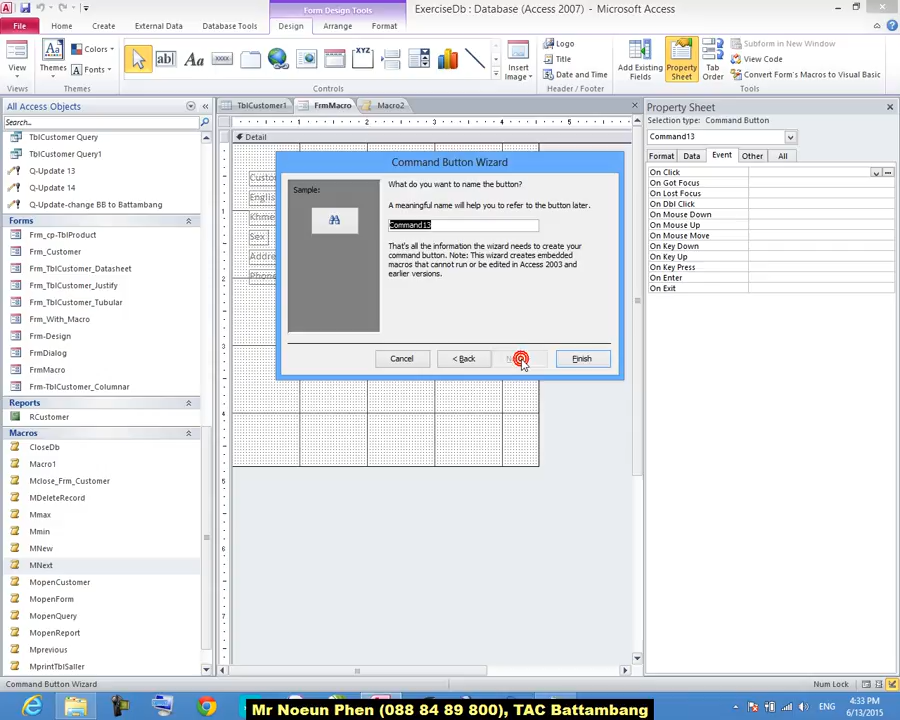 Form Design Tools
ExerciseDb : Database (Access 2007) - Microsoft Access
File
Home
Create
External Data
Database Tools
Design
Arrange
Format
View
Themes
Colors
Fonts
Views
Themes
Controls
Insert
Image
Logo
Title
Date and Time
Header / Footer
Add Existing
Fields
Property
Sheet
Tab
Order
Subform in New Window
View Code
Convert Form's Macros to Visual Basic
Tools
All Access Objects
Search...
TblCustomer Query
TblCustomer Query1
Q-Update 13
Q-Update 14
Q-Update-change BB to Battambang
Forms
Frm_cp-TblProduct
Frm_Customer
Frm_TblCustomer_Datasheet
Frm_TblCustomer_Justify
Frm_TblCustomer_Tubular
Frm_With_Macro
Frm-Design
FrmDialog
FrmMacro
Frm-TblCustomer_Columnar
Reports
RCustomer
Macros
CloseDb
Macro1
Mclose_Frm_Customer
MDeleteRecord
Mmax
Mmin
MNew
MNext
MopenCustomer
MopenForm
MopenQuery
MopenReport
Mprevious
MprintTblSaller
TblCustomer1
FrmMacro
Macro2
Detail
Custo
Englis
Khme
Sex
Addre
Phone
Command Button Wizard
Sample:
What do you want to name the button?
A meaningful name will help you to refer to the button later.
Command13
That's all the information the wizard needs to create your
command button. Note: This wizard creates embedded
macros that cannot run or be edited in Access 2003 and
earlier versions.
Cancel
< Back
Finish
Property Sheet
Selection type: Command Button
Command13
Format
Data
Event
Other
All
On Click
On Got Focus
On Lost Focus
On Dbl Click
On Mouse Down
On Mouse Up
On Mouse Move
On Key Down
On Key Up
On Key Press
On Enter
On Exit
Command Button Wizard
Num Lock
ENG
4:33 PM
6/13/2015
Mr Noeun Phen (088 84 89 800), TAC Battambang